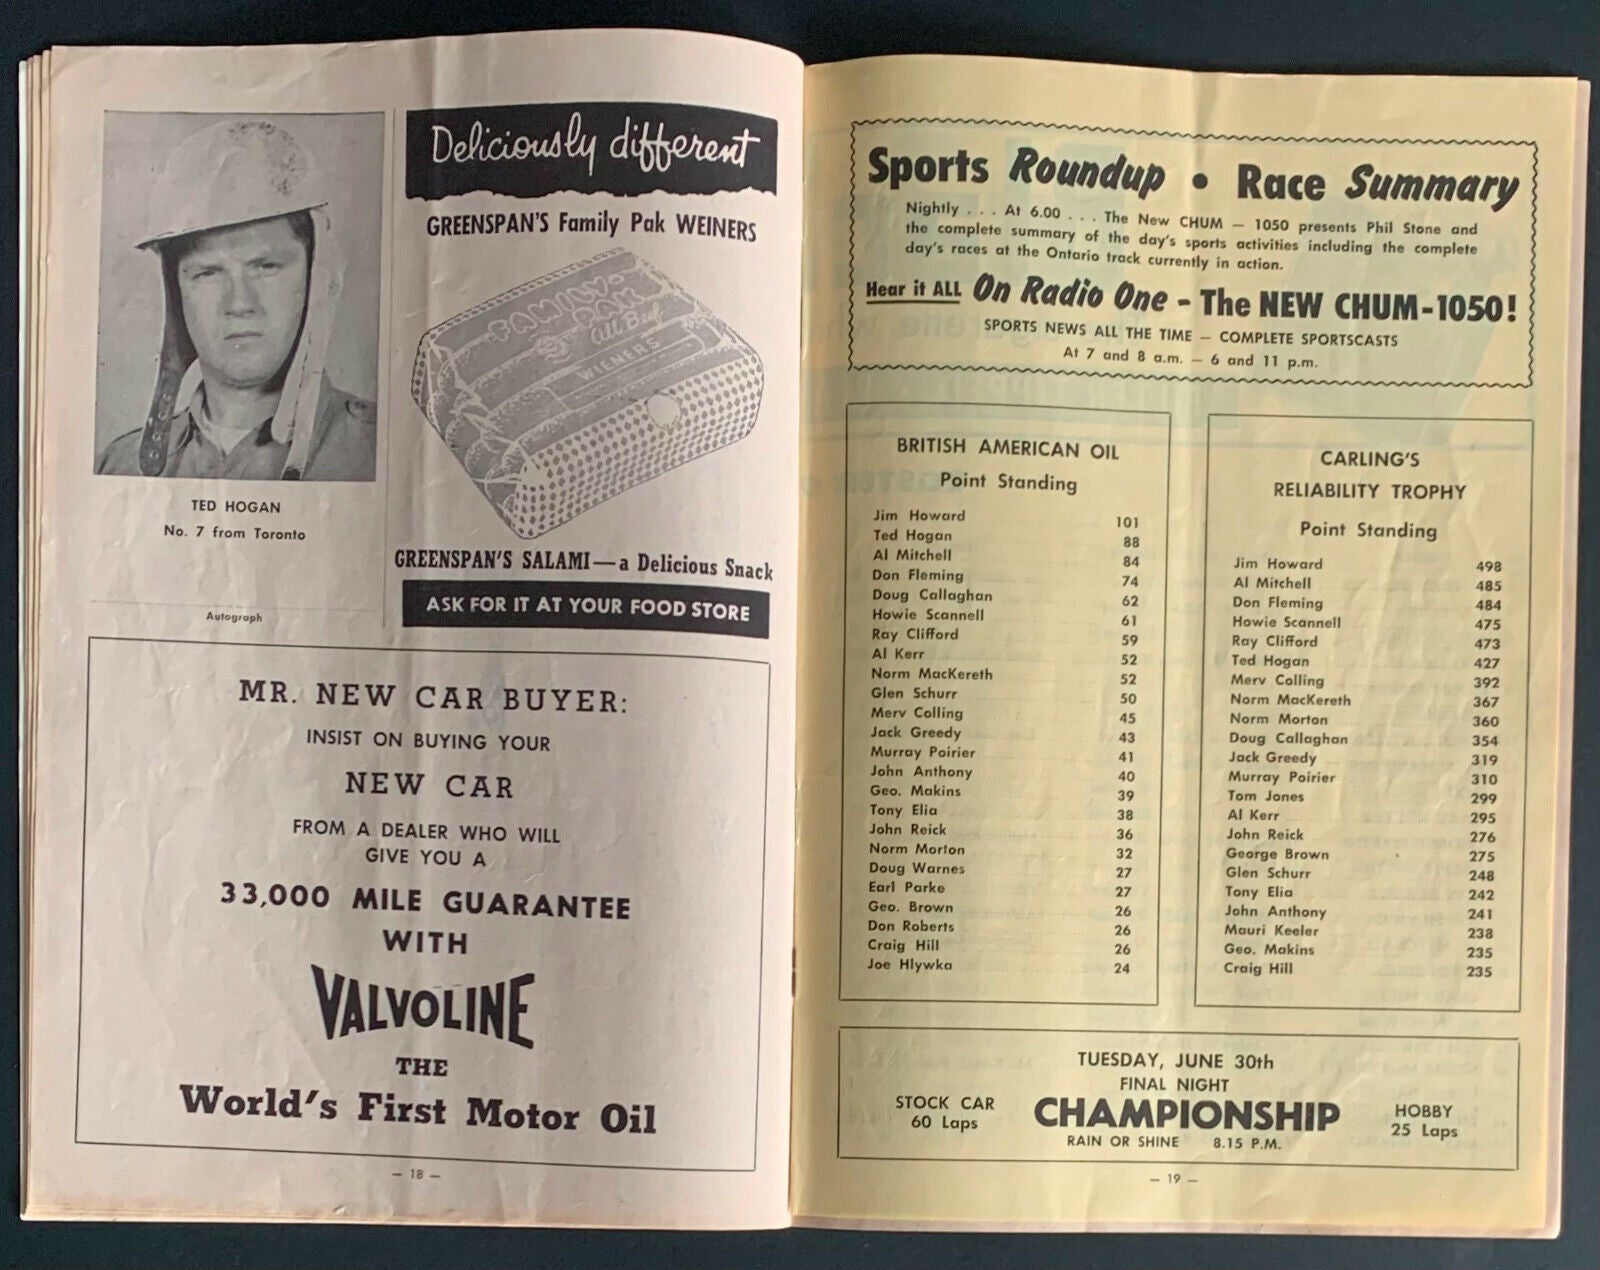 TED HOGAN
No. 7 from Toronto
Autograph
Deliciously different
GREENSPAN'S Family Pak WEINERS
FAMILY-
PAK
All Beef
WIENERS
GREENSPAN'S SALAMI—a Delicious Snack
ASK FOR IT AT YOUR FOOD STORE
MR. NEW CAR BUYER:
INSIST ON BUYING YOUR
NEW CAR
FROM A DEALER WHO WILL
GIVE YOU A
33,000 MILE GUARANTEE
WITH
VALVOLINE
THE
World's First Motor Oil
— 18 —
Sports Roundup • Race Summary
Nightly . . . At 6.00 . . . The New CHUM — 1050 presents Phil Stone and
the complete summary of the day's sports activities including the complete
day's races at the Ontario track currently in action.
Hear it ALL On Radio One - The NEW CHUM-1050!
SPORTS NEWS ALL THE TIME — COMPLETE SPORTSCASTS
At 7 and 8 a.m. — 6 and 11 p.m.
BRITISH AMERICAN OIL
Point Standing
Jim Howard 101
Ted Hogan 88
Al Mitchell 84
Don Fleming 74
Doug Callaghan 62
Howie Scannell 61
Ray Clifford 59
Al Kerr 52
Norm MacKereth 52
Glen Schurr 50
Merv Colling 45
Jack Greedy 43
Murray Poirier 41
John Anthony 40
Geo. Makins 39
Tony Elia 38
John Reick 36
Norm Morton 32
Doug Warnes 27
Earl Parke 27
Geo. Brown 26
Don Roberts 26
Craig Hill 26
Joe Hlywka 24
CARLING'S
RELIABILITY TROPHY
Point Standing
Jim Howard 498
Al Mitchell 485
Don Fleming 484
Howie Scannell 475
Ray Clifford 473
Ted Hogan 427
Merv Colling 392
Norm MacKereth 367
Norm Morton 360
Doug Callaghan 354
Jack Greedy 319
Murray Poirier 310
Tom Jones 299
Al Kerr 295
John Reick 276
George Brown 275
Glen Schurr 248
Tony Elia 242
John Anthony 241
Mauri Keeler 238
Geo. Makins 235
Craig Hill 235
TUESDAY, JUNE 30th
FINAL NIGHT
STOCK CAR
60 Laps
CHAMPIONSHIP
RAIN OR SHINE 8.15 P.M.
HOBBY
25 Laps
— 19 —